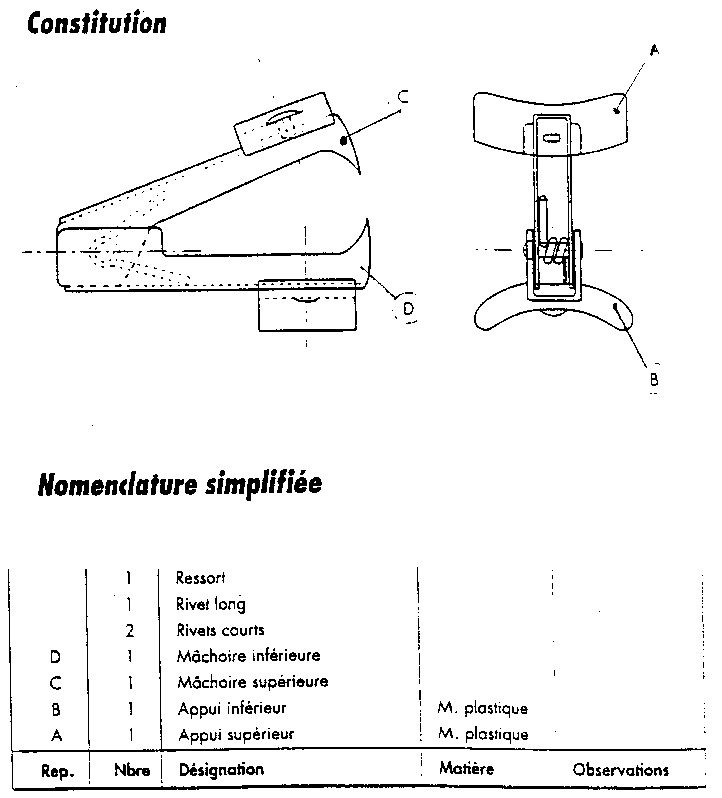 Constitution
A
C
D
B
Nomenclature simplifiée
1 Ressort
1 Rivet long
2 Rivets courts
D 1 Mâchoire inférieure
C 1 Mâchoire supérieure
B 1 Appui inférieur M. plastique
A 1 Appui supérieur M. plastique
Rep. Nbre Désignation Matière Observations